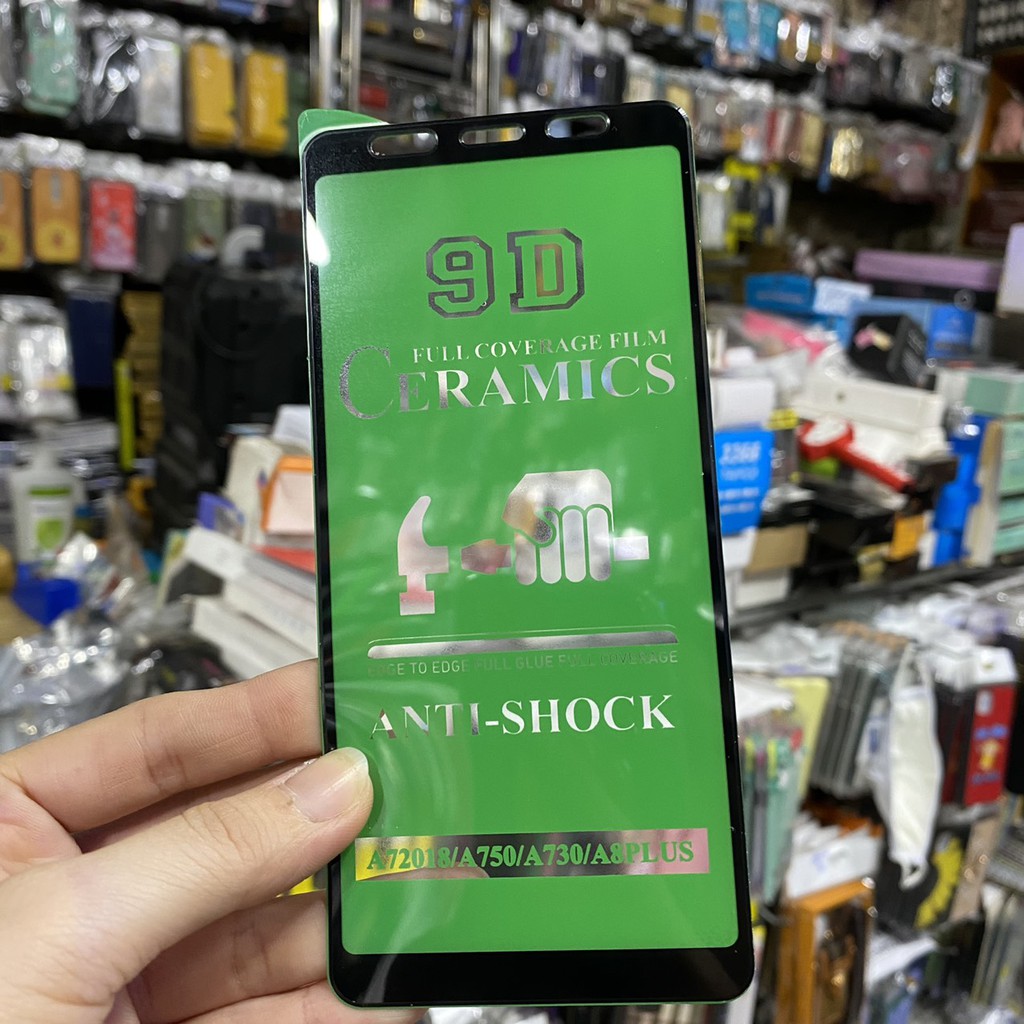 9D
FULL COVERAGE FILM
CERAMICS
EDGE TO EDGE FULL GLUE FULL COVERAGE
ANTI-SHOCK
A72018/A750/A730/A8PLUS